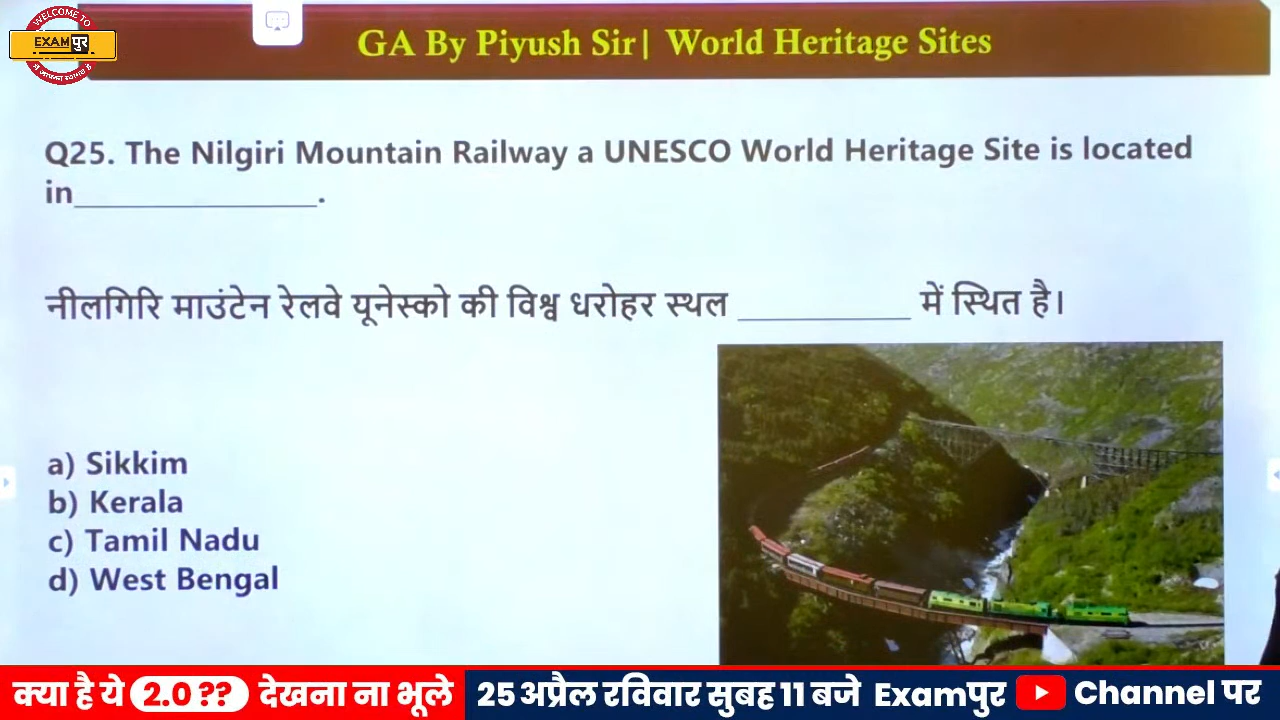 WELCOME TO
EXAMपुर
GA By Piyush Sir| World Heritage Sites
Q25. The Nilgiri Mountain Railway a UNESCO World Heritage Site is located
in________________.
नीलगिरि माउंटेन रेलवे यूनेस्को की विश्व धरोहर स्थल ___________ में स्थित है।
a) Sikkim
b) Kerala
c) Tamil Nadu
d) West Bengal
क्या है ये 2.0 ?? देखना ना भूले 25 अप्रैल रविवार सुबह 11 बजे Examपुर Channel पर